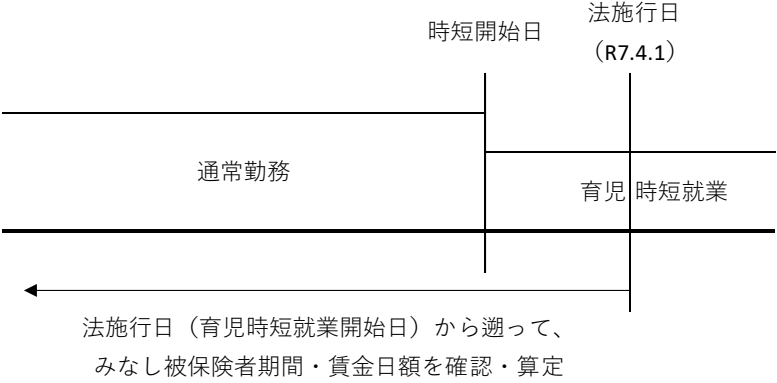 時短開始日
法施行日
（R7.4.1）
通常勤務
育児時短就業
法施行日（育児時短就業開始日）から遡って、
みなし被保険者期間・賃金日額を確認・算定